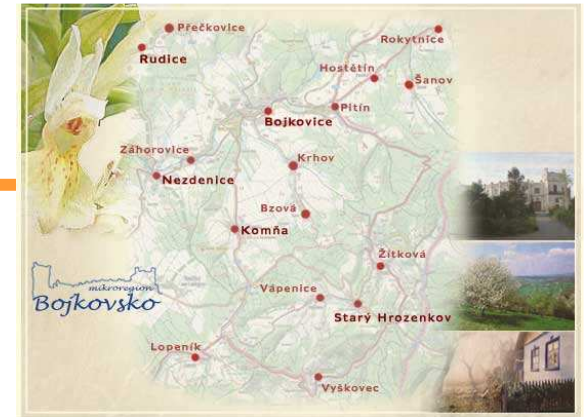 Přečkovice
Rokytnice
Rudice
Hostětín
Šanov
Pitín
Bojkovice
Záhorovice
Krhov
Nezdenice
Bzová
Komňa
Žítková
mikroregion
Bojkovsko
Vápenice
Starý Hrozenkov
Lopeník
Vyškovec